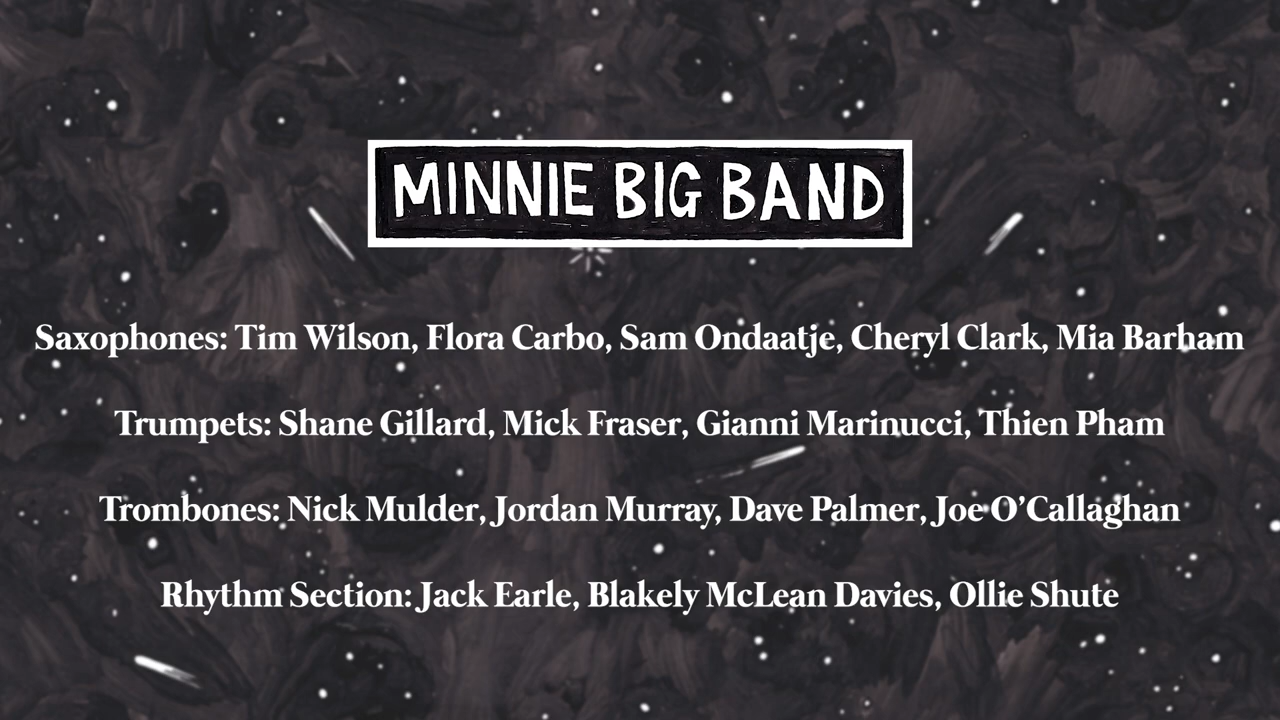 MINNIE BIG BAND
Saxophones: Tim Wilson, Flora Carbo, Sam Ondaatje, Cheryl Clark, Mia Barham
Trumpets: Shane Gillard, Mick Fraser, Gianni Marinucci, Thien Pham
Trombones: Nick Mulder, Jordan Murray, Dave Palmer, Joe O’Callaghan
Rhythm Section: Jack Earle, Blakely McLean Davies, Ollie Shute